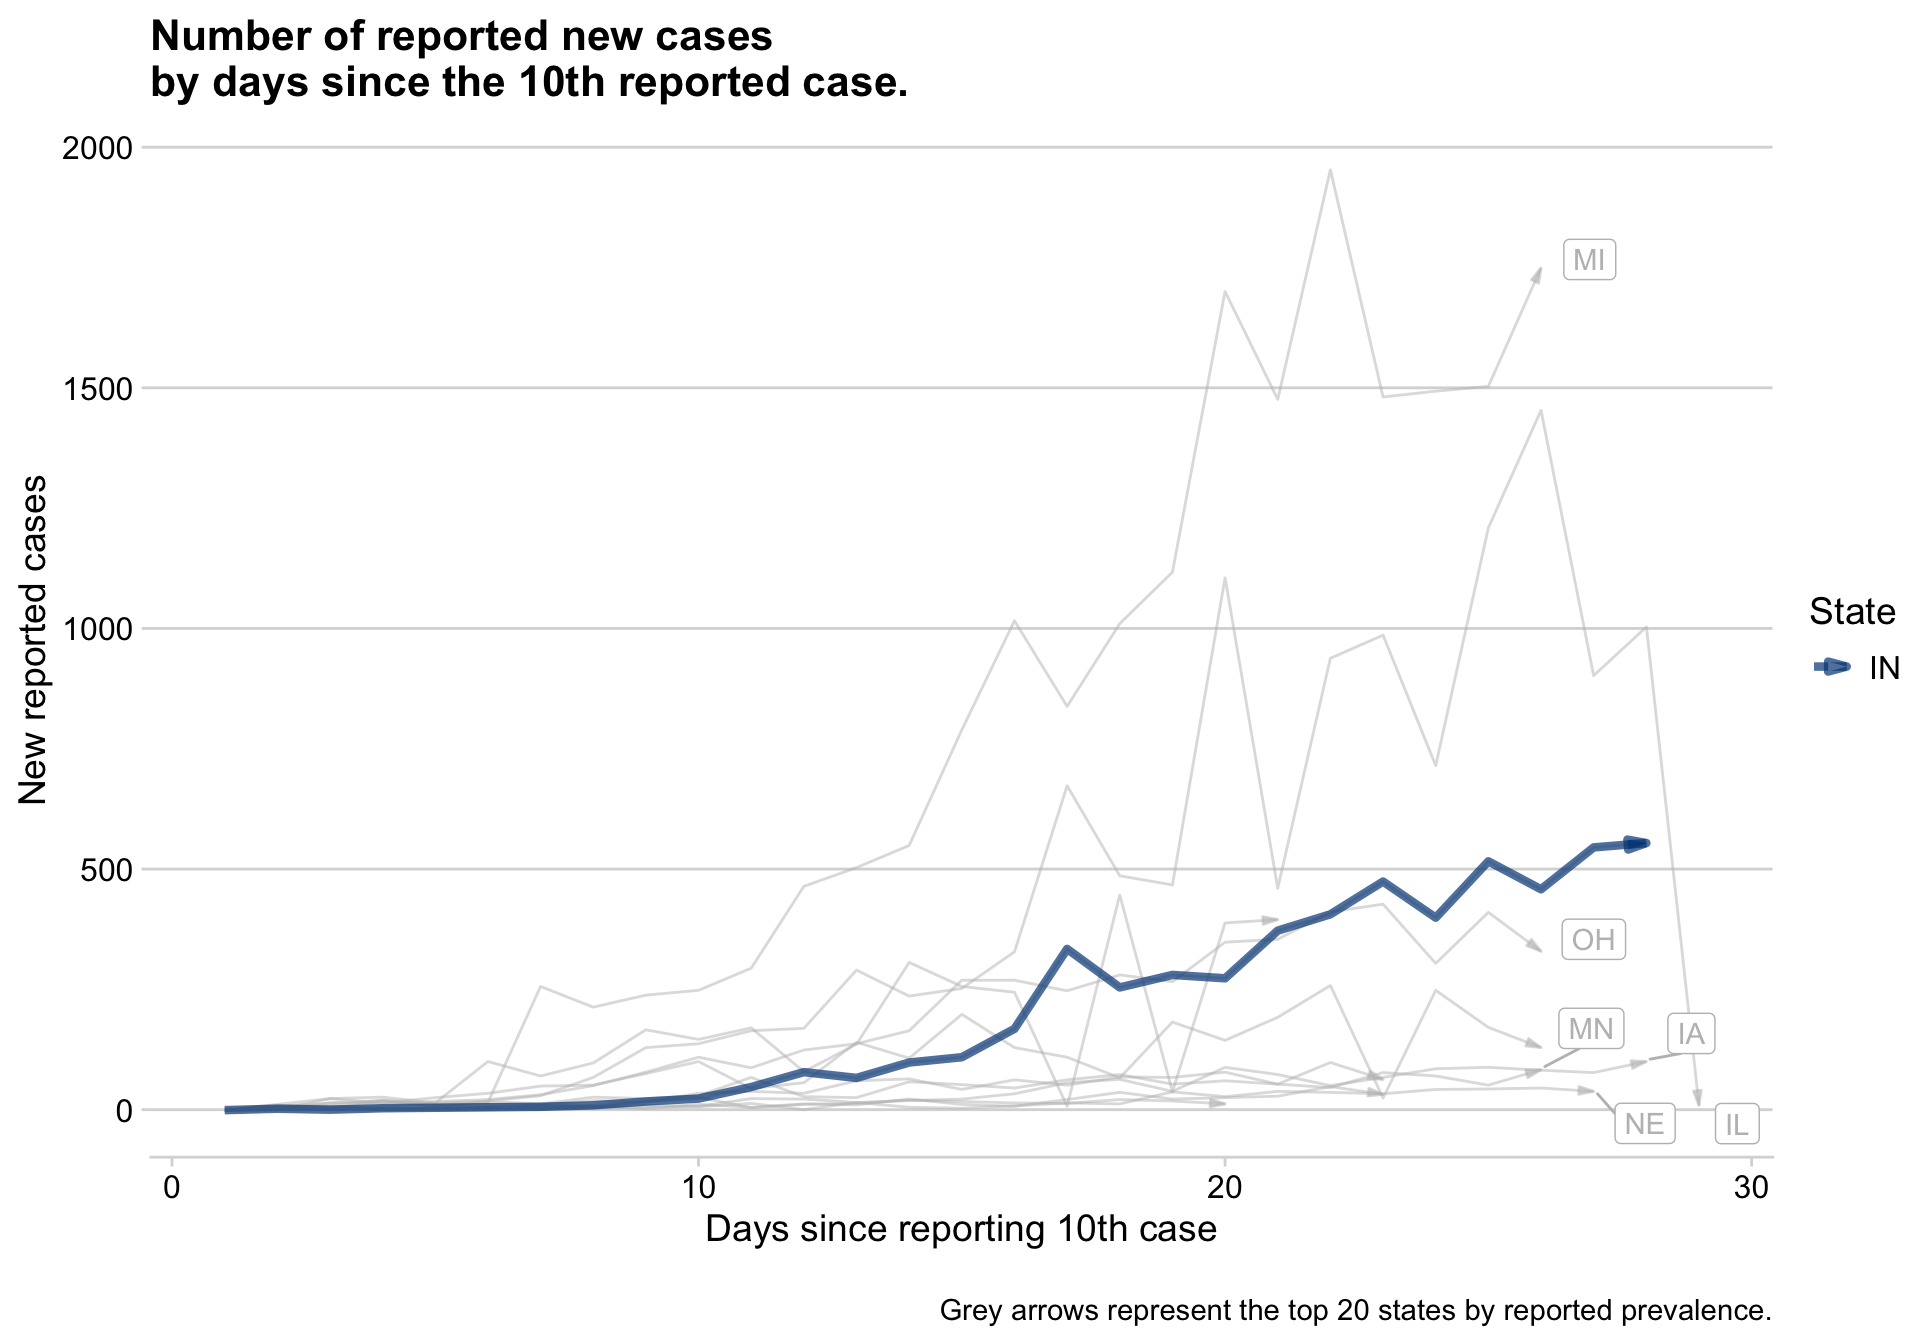 Number of reported new cases
by days since the 10th reported case.
2000
1500
1000
500
0
New reported cases
MI
OH
MN
IA
NE
IL
State
IN
0
10
20
30
Days since reporting 10th case
Grey arrows represent the top 20 states by reported prevalence.